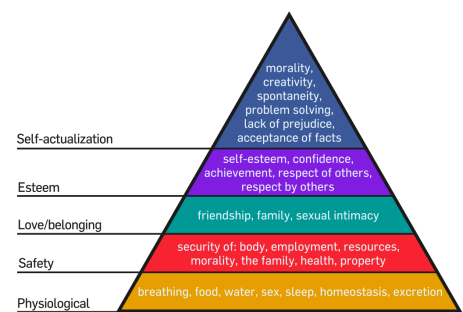 morality,
creativity,
spontaneity,
problem solving,
lack of prejudice,
acceptance of facts
Self-actualization
self-esteem, confidence,
achievement, respect of others,
respect by others
Esteem
friendship, family, sexual intimacy
Love/belonging
security of: body, employment, resources,
morality, the family, health, property
Safety
breathing, food, water, sex, sleep, homeostasis, excretion
Physiological